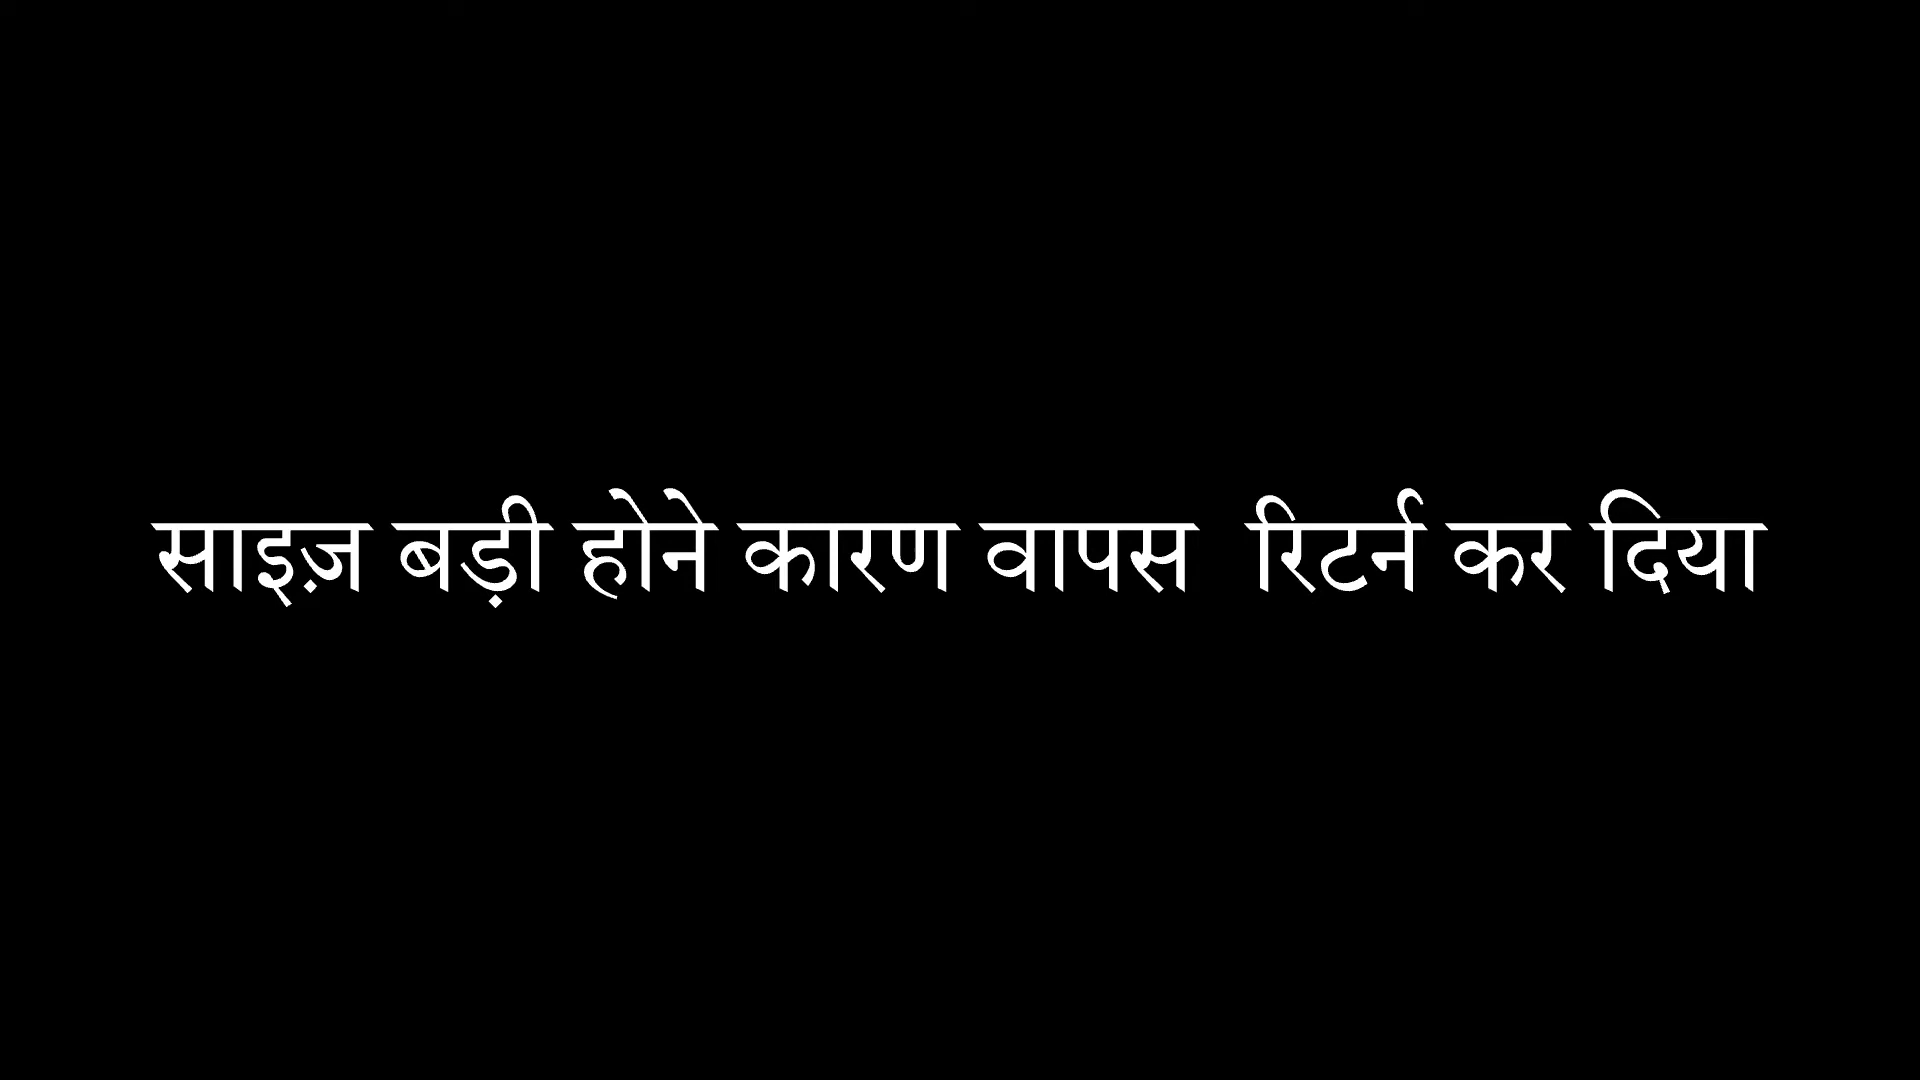 साइज़ बड़ी होने कारण वापस  रिटर्न कर दिया